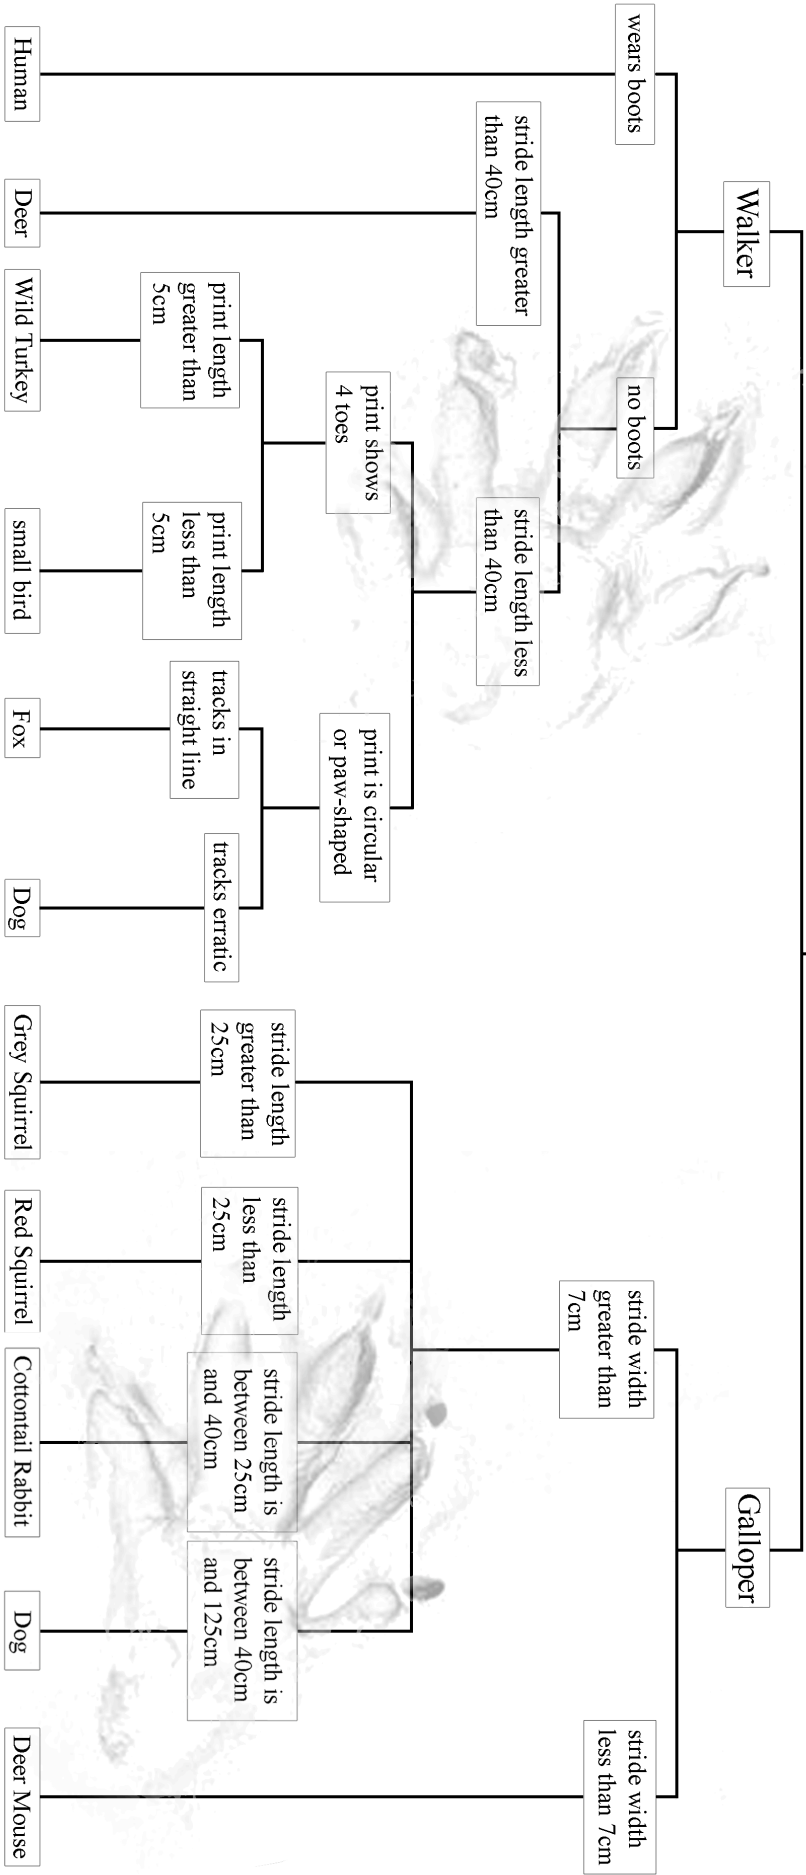 Walker
Galloper
wears boots
no boots
stride width
greater than
7cm
stride width
less than 7cm
stride length greater
than 40cm
stride length less
than 40cm
print shows
4 toes
print is circular
or paw-shaped
print length
greater than
5cm
print length
less than
5cm
tracks in
straight line
tracks erratic
stride length
greater than
25cm
stride length
less than
25cm
stride length is
between 25cm
and 40cm
stride length is
between 40cm
and 125cm
Human
Deer
Wild Turkey
small bird
Fox
Dog
Grey Squirrel
Red Squirrel
Cottontail Rabbit
Dog
Deer Mouse